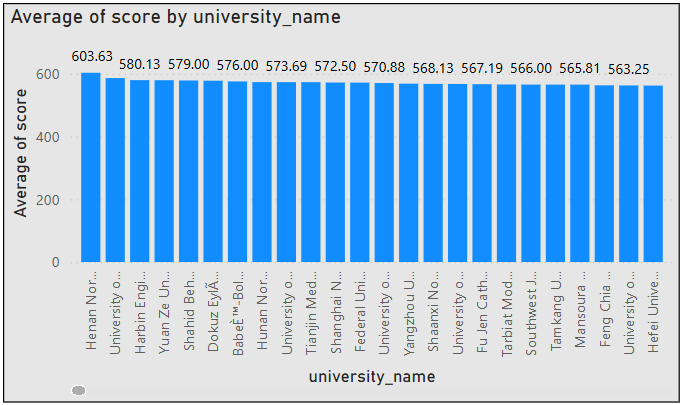 Average of score by university_name
Average of score
600
400
200
0
603.63
580.13
579.00
576.00
573.69
572.50
570.88
568.13
567.19
566.00
565.81
563.25
Henan Nor...
University o...
Harbin Engi...
Yuan Ze Un...
Shahid Beh...
Dokuz EylÃ...
BabeÈ™-Bol...
Hunan Nor...
University o...
Tianjin Med...
Shanghai N...
Federal Uni...
University o...
Yangzhou U...
Shaanxi No...
University o...
Fu Jen Cath...
Tarbiat Mod...
Southwest J...
Tamkang U...
Mansoura ...
Feng Chia ...
University o...
Hefei Unive...
university_name